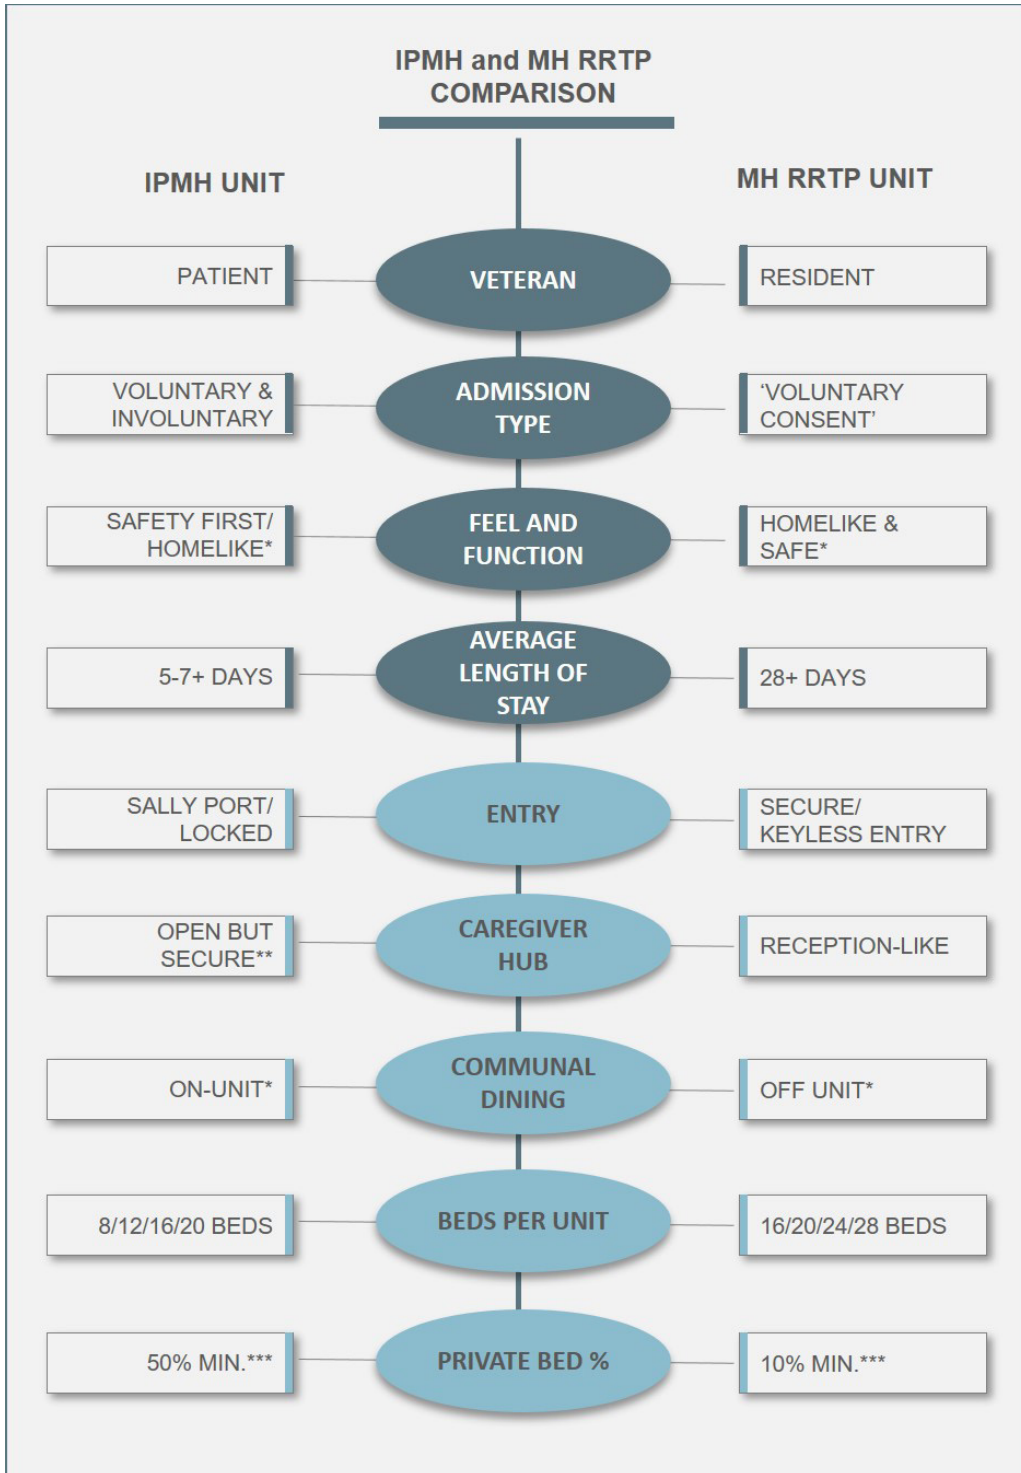 IPMH and MH RRTP
COMPARISON
IPMH UNIT
MH RRTP UNIT
PATIENT
VETERAN
RESIDENT
VOLUNTARY &
INVOLUNTARY
ADMISSION
TYPE
‘VOLUNTARY
CONSENT’
SAFETY FIRST/
HOMELIKE*
FEEL AND
FUNCTION
HOMELIKE &
SAFE*
5-7+ DAYS
AVERAGE
LENGTH OF
STAY
28+ DAYS
SALLY PORT/
LOCKED
ENTRY
SECURE/
KEYLESS ENTRY
OPEN BUT
SECURE**
CAREGIVER
HUB
RECEPTION-LIKE
ON-UNIT*
COMMUNAL
DINING
OFF UNIT*
8/12/16/20 BEDS
BEDS PER UNIT
16/20/24/28 BEDS
50% MIN.***
PRIVATE BED %
10% MIN.***